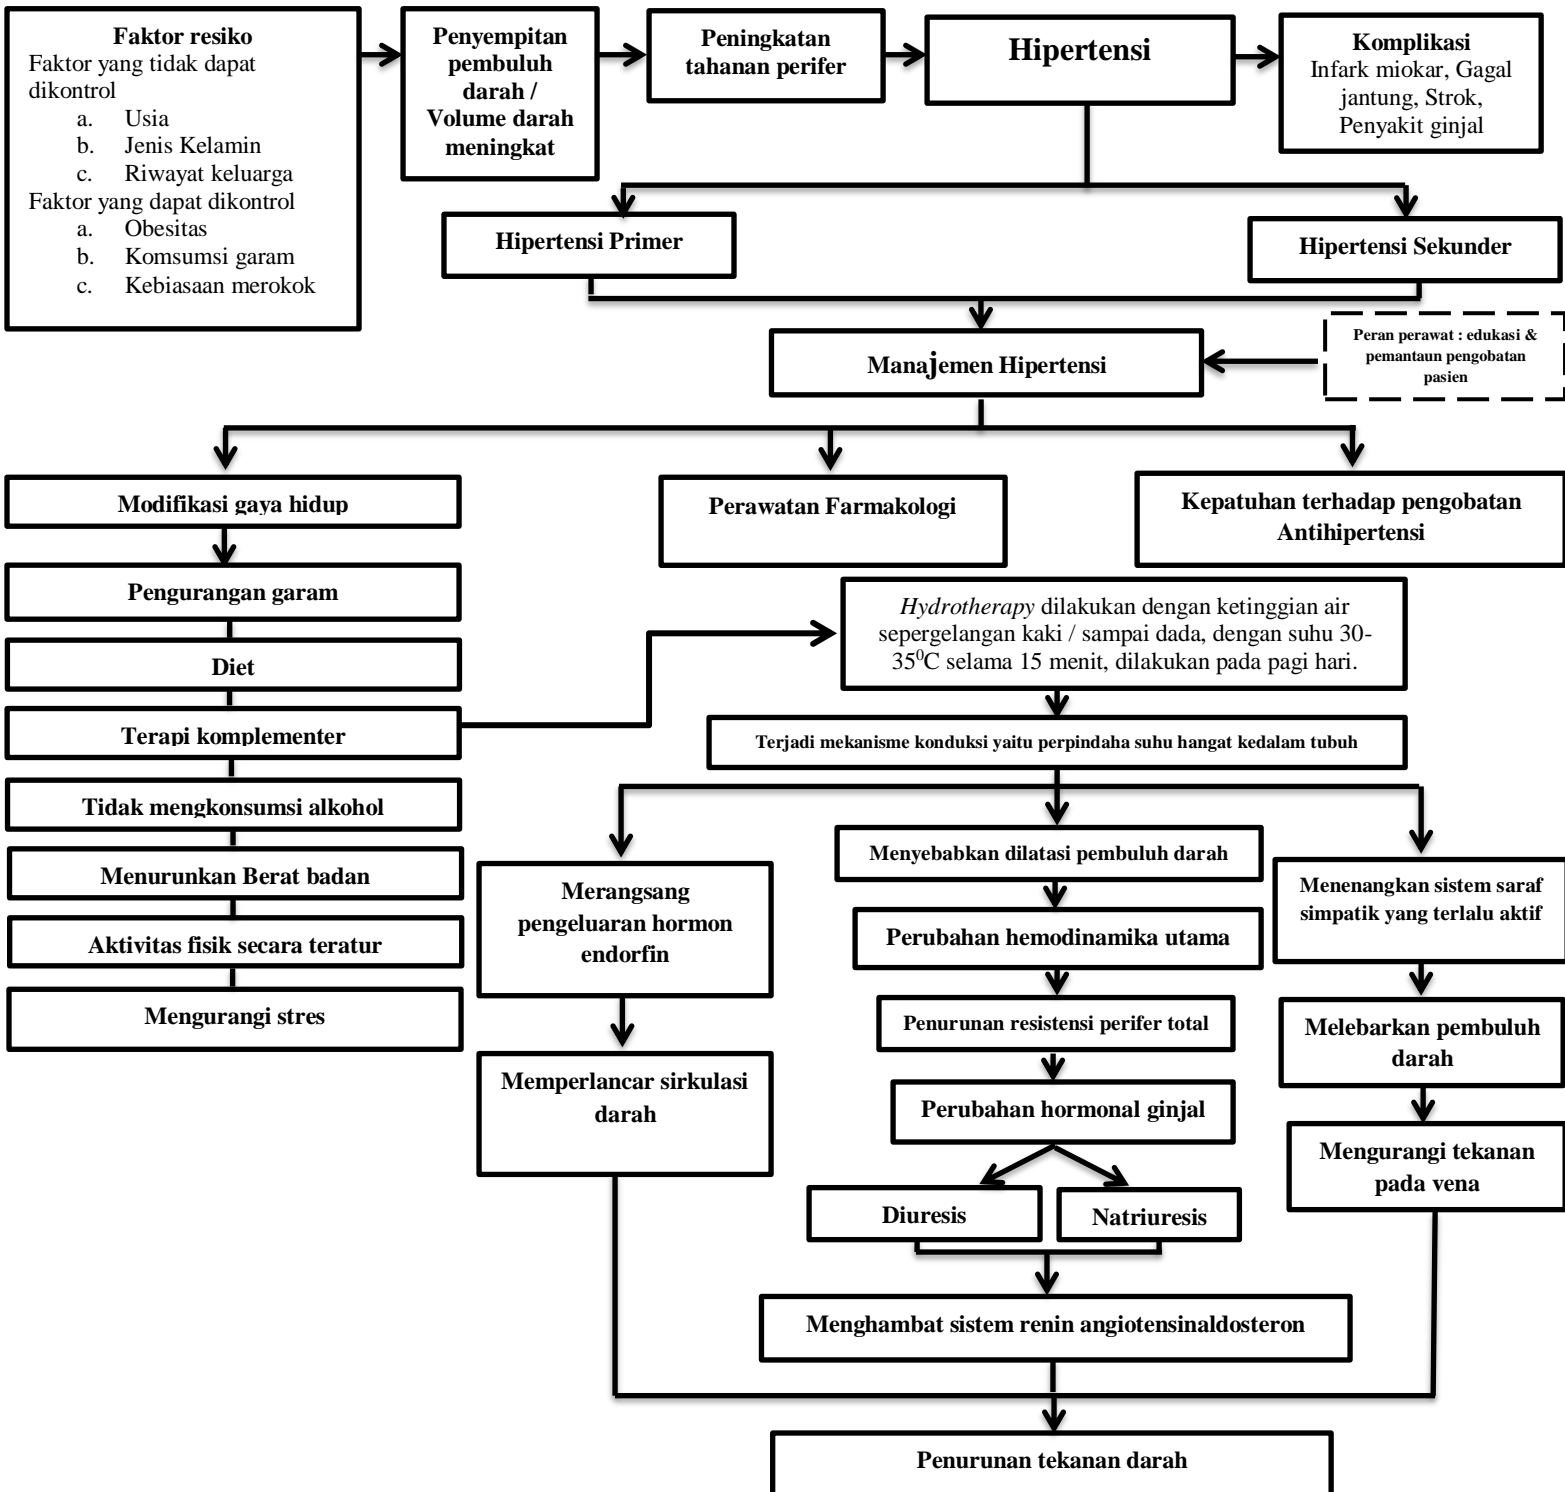 Faktor resiko
Faktor yang tidak dapat
dikontrol
a. Usia
b. Jenis Kelamin
c. Riwayat keluarga
Faktor yang dapat dikontrol
a. Obesitas
b. Komsumsi garam
c. Kebiasaan merokok
Penyempitan
pembuluh
darah /
Volume darah
meningkat
Peningkatan
tahanan perifer
Hipertensi
Komplikasi
Infark miokar, Gagal
jantung, Strok,
Penyakit ginjal
Hipertensi Primer
Hipertensi Sekunder
Manajemen Hipertensi
Peran perawat : edukasi &
pemantaun pengobatan
pasien
Modifikasi gaya hidup
Perawatan Farmakologi
Kepatuhan terhadap pengobatan
Antihipertensi
Pengurangan garam
Diet
Terapi komplementer
Tidak mengkonsumsi alkohol
Menurunkan Berat badan
Aktivitas fisik secara teratur
Mengurangi stres
Hydrotherapy dilakukan dengan ketinggian air
sepergelangan kaki / sampai dada, dengan suhu 30-
35⁰C selama 15 menit, dilakukan pada pagi hari.
Terjadi mekanisme konduksi yaitu perpindaha suhu hangat kedalam tubuh
Merangsang
pengeluaran hormon
endorfin
Memperlancar sirkulasi
darah
Menyebabkan dilatasi pembuluh darah
Perubahan hemodinamika utama
Penurunan resistensi perifer total
Perubahan hormonal ginjal
Diuresis
Natriuresis
Menghambat sistem renin angiotensinaldosteron
Menenangkan sistem saraf
simpatik yang terlalu aktif
Melebarkan pembuluh
darah
Mengurangi tekanan
pada vena
Penurunan tekanan darah